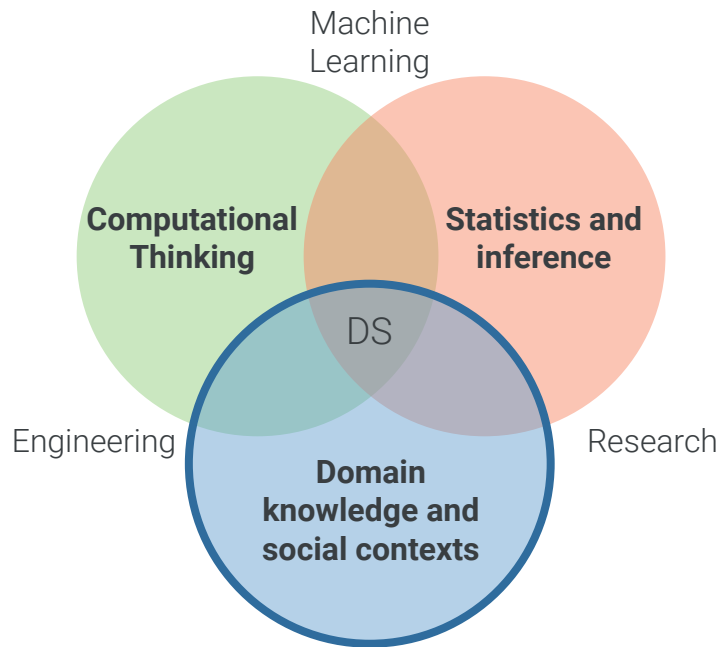 Machine
Learning
Computational
Thinking
Statistics and
inference
DS
Engineering
Research
Domain
knowledge and
social contexts